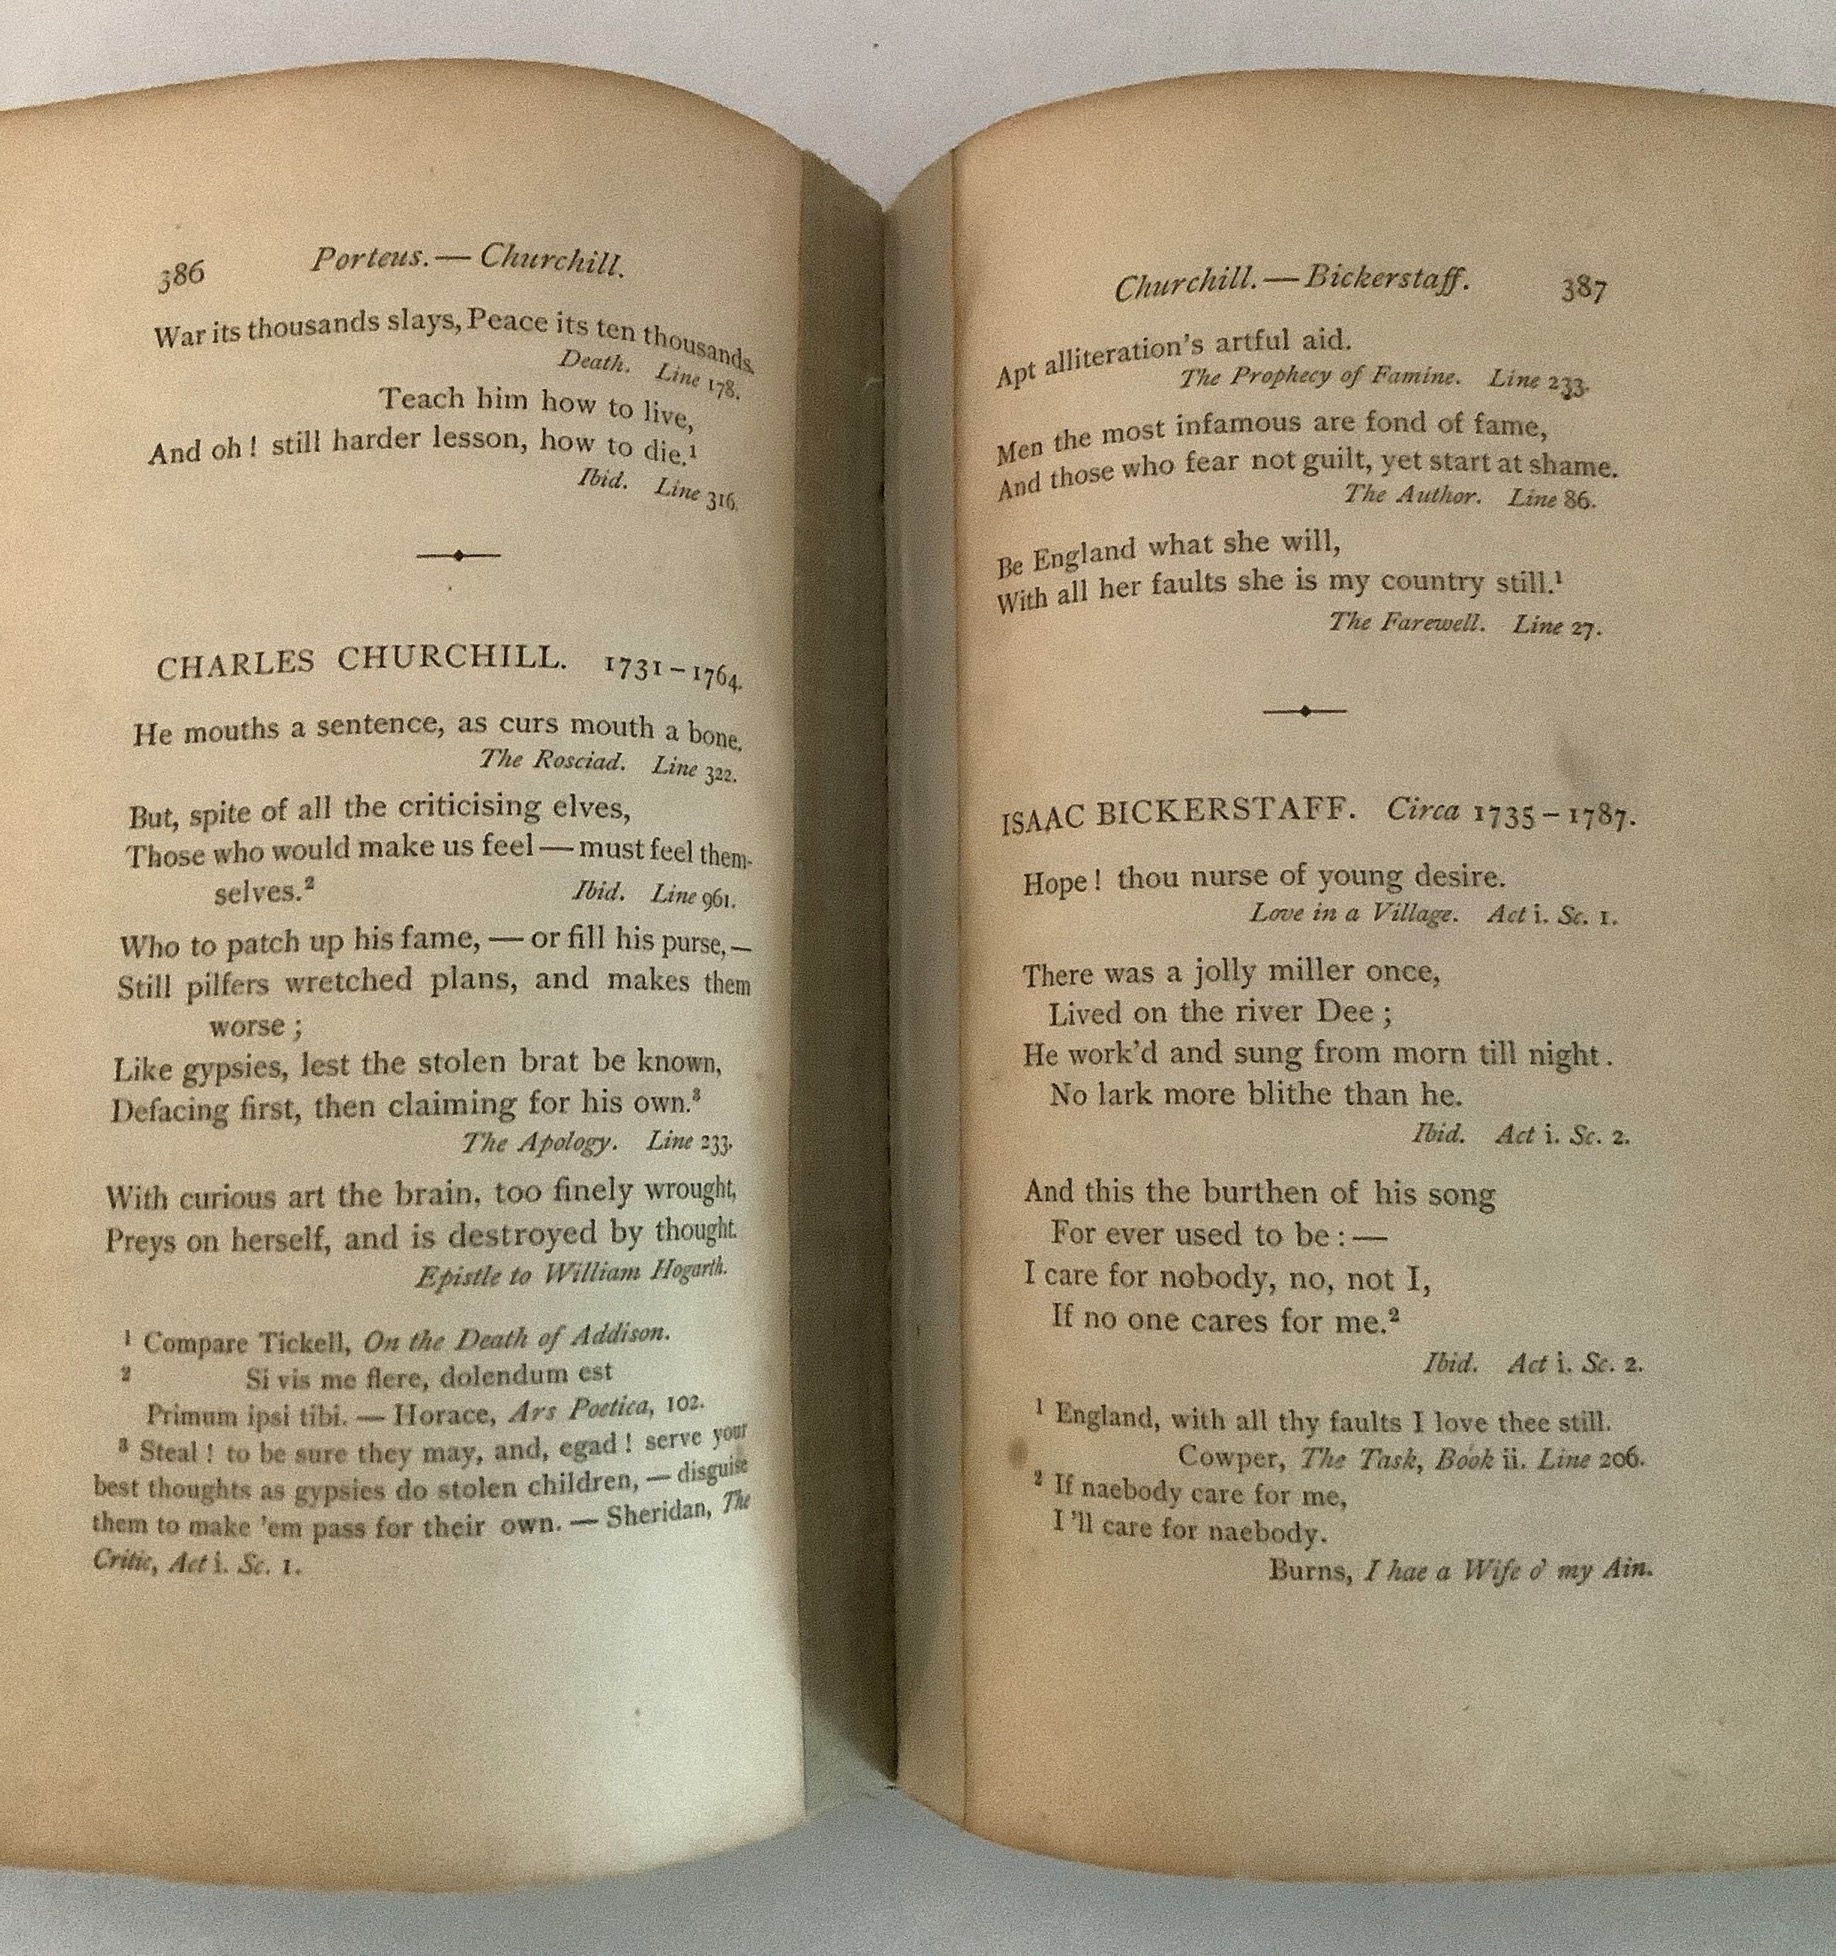 386 Porteus. — Churchill.
War its thousands slays, Peace its ten thousands.
Death. Line 178.
Teach him how to live,
And oh! still harder lesson, how to die.¹
Ibid. Line 316.
CHARLES CHURCHILL. 1731–1764.
He mouths a sentence, as curs mouth a bone.
The Rosciad. Line 322.
But, spite of all the criticising elves,
Those who would make us feel — must feel them-
selves.² Ibid. Line 961.
Who to patch up his fame, — or fill his purse, —
Still pilfers wretched plans, and makes them
worse;
Like gypsies, lest the stolen brat be known,
Defacing first, then claiming for his own.³
The Apology. Line 233.
With curious art the brain, too finely wrought,
Preys on herself, and is destroyed by thought.
Epistle to William Hogarth.
¹ Compare Tickell, On the Death of Addison.
² Si vis me flere, dolendum est
Primum ipsi tibi. — Horace, Ars Poetica, 102.
³ Steal! to be sure they may, and, egad! serve your
best thoughts as gypsies do stolen children, — disguise
them to make 'em pass for their own. — Sheridan, The
Critic, Act i. Sc. 1.
Churchill. — Bickerstaff. 387
Apt alliteration's artful aid.
The Prophecy of Famine. Line 233.
Men the most infamous are fond of fame,
And those who fear not guilt, yet start at shame.
The Author. Line 86.
Be England what she will,
With all her faults she is my country still.¹
The Farewell. Line 27.
ISAAC BICKERSTAFF. Circa 1735–1787.
Hope! thou nurse of young desire.
Love in a Village. Act i. Sc. 1.
There was a jolly miller once,
Lived on the river Dee;
He work'd and sung from morn till night.
No lark more blithe than he.
Ibid. Act i. Sc. 2.
And this the burthen of his song
For ever used to be: —
I care for nobody, no, not I,
If no one cares for me.²
Ibid. Act i. Sc. 2.
¹ England, with all thy faults I love thee still.
Cowper, The Task, Book ii. Line 206.
² If naebody care for me,
I'll care for naebody.
Burns, I hae a Wife o' my Ain.